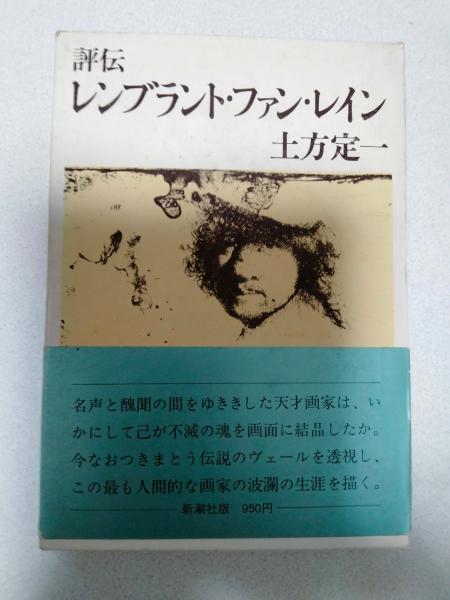 評伝
レンブラント・ファン・レイン
土方定一
名声と醜聞の間をゆききした天才画家は、い
かにして己が不滅の魂を画面に結晶したか。
今なおつきまとう伝説のヴェールを透視し、
この最も人間的な画家の波瀾の生涯を描く。
新潮社版 950円